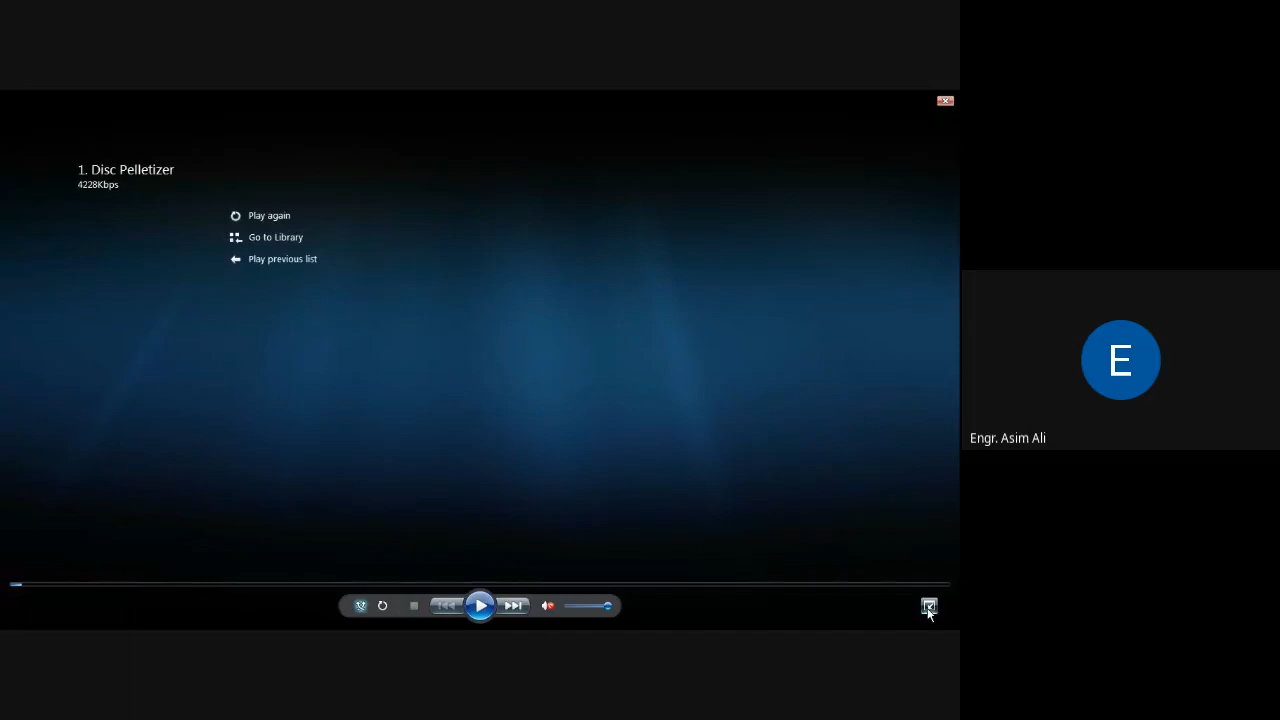 1. Disc Pelletizer
4228Kbps
Play again
Go to Library
Play previous list
E
Engr. Asim Ali